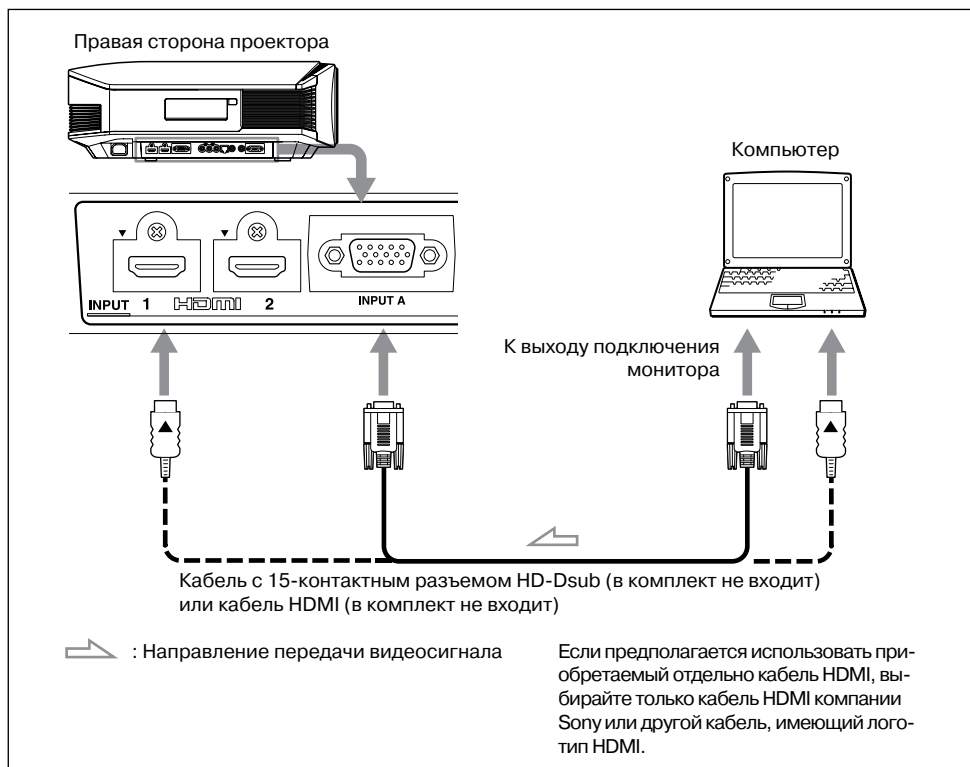 Правая сторона проектора
Компьютер
INPUT 1 HDMI 2
INPUT A
К выходу подключения
монитора
Кабель с 15-контактным разъемом HD-Dsub (в комплект не входит)
или кабель HDMI (в комплект не входит)
: Направление передачи видеосигнала
Если предполагается использовать при-
обретаемый отдельно кабель HDMI, вы-
бирайте только кабель HDMI компании
Sony или другой кабель, имеющий лого-
тип HDMI.